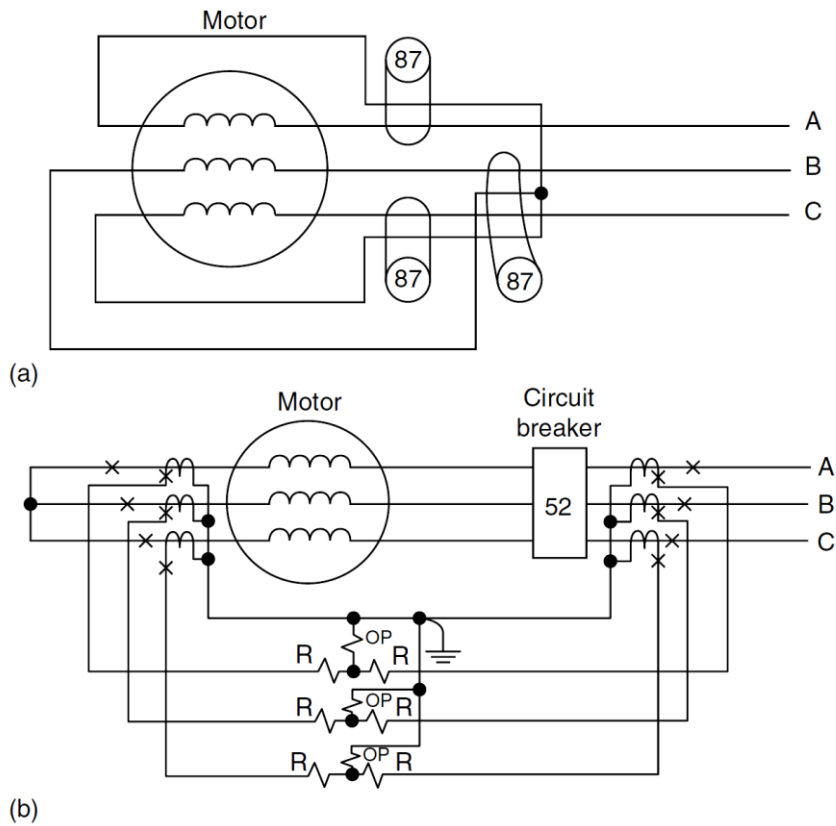 Motor
87
A
B
C
87
87
(a)
Motor
Circuit
breaker
52
A
B
C
OP
R
R
OP
R
R
OP
R
R
(b)